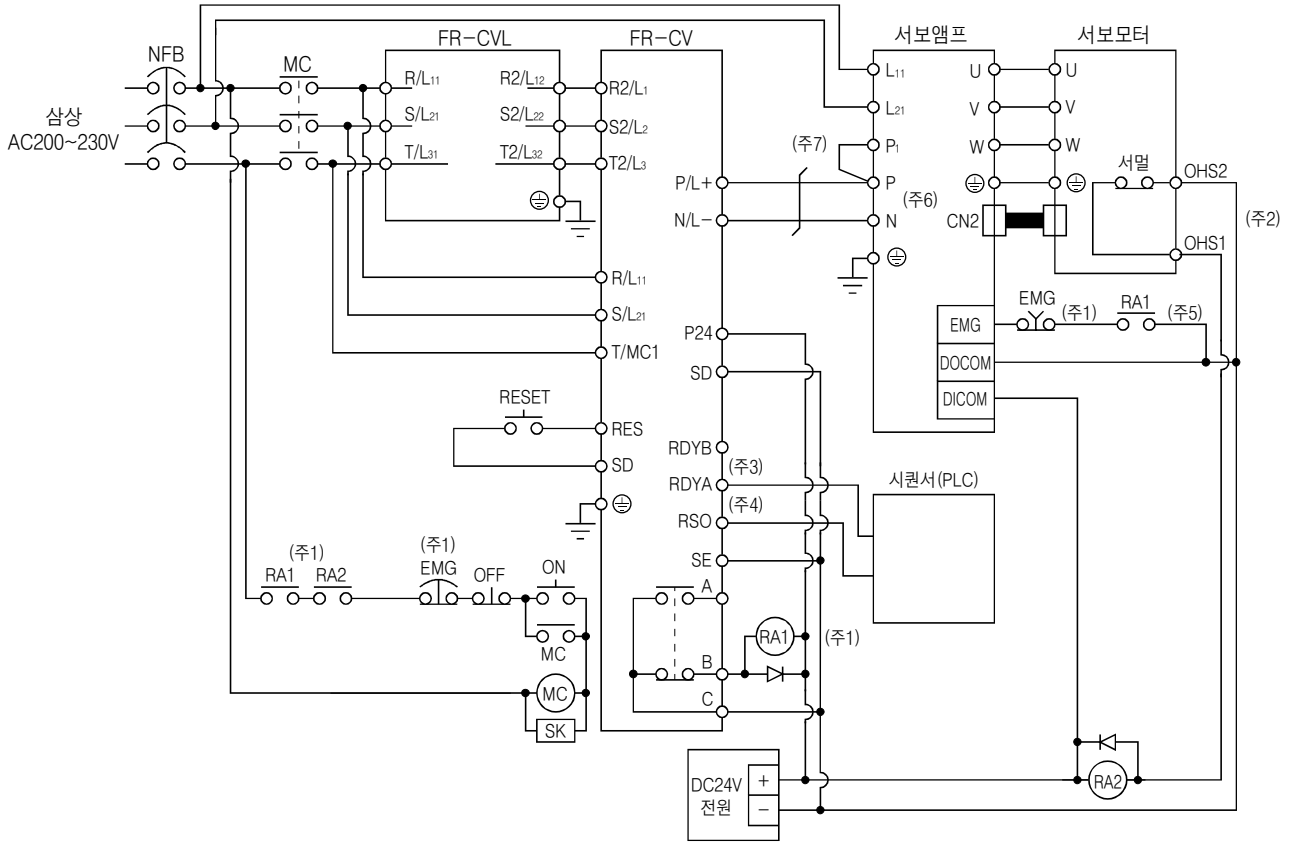 FR-CVL
FR-CV
서보앰프
서보모터
NFB
MC
삼상
AC200~230V
R/L11
S/L21
T/L31
R2/L12
S2/L22
T2/L32
R2/L1
S2/L2
T2/L3
P/L+
N/L-
(주7)
L11
L21
P1
P
(주6)
N
U
V
W
CN2
U
V
W
서멀
OHS2
OHS1
(주2)
R/L11
S/L21
T/MC1
P24
SD
EMG
DOCOM
DICOM
EMG
(주1)
RA1
(주5)
RESET
RES
SD
RDYB
(주3)
RDYA
(주4)
RSO
SE
시퀀서(PLC)
(주1)
RA1
RA2
(주1)
EMG
OFF
ON
MC
MC
SK
A
B
C
RA1
(주1)
DC24V
전원
+
-
RA2